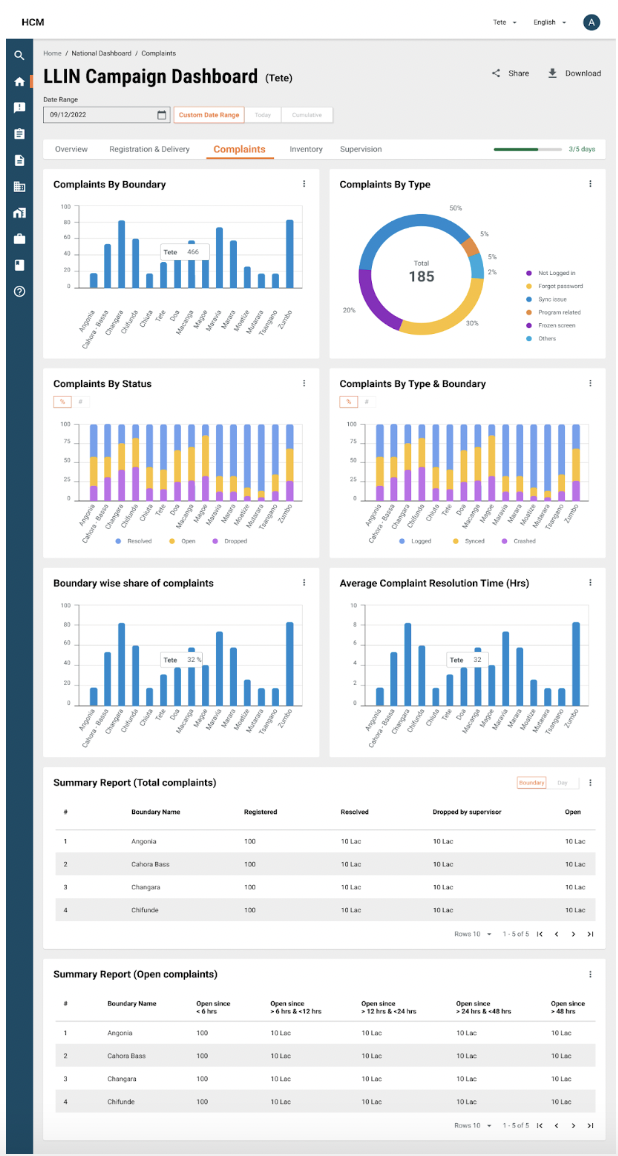 HCM
Tete
English
A
Home / National Dashboard / Complaints
LLIN Campaign Dashboard (Tete)
Share
Download
Date Range
09/12/2022
Custom Date Range
Today
Cumulative
Overview
Registration & Delivery
Complaints
Inventory
Supervision
3/5 days
Complaints By Boundary
100
80
60
40
20
0
Tete 466
Angonia
Cahora - Bassa
Changara
Chifunda
Chiuta
Tete
Doa
Macanga
Magoe
Maravia
Marara
Moatize
Mutarara
Tsangano
Zumbo
Complaints By Type
50%
5%
5%
2%
30%
20%
Total
185
Not Logged in
Forgot password
Sync issue
Program related
Frozen screen
Others
Complaints By Status
% #
100
75
50
25
0
Angonia
Cahora - Bassa
Changara
Chifunda
Chiuta
Tete
Doa
Macanga
Magoe
Maravia
Marara
Moatize
Mutarara
Tsangano
Zumbo
Resolved
Open
Dropped
Complaints By Type & Boundary
% #
100
75
50
25
0
Angonia
Cahora - Bassa
Changara
Chifunda
Chiuta
Tete
Doa
Macanga
Magoe
Maravia
Marara
Moatize
Mutarara
Tsangano
Zumbo
Logged
Synced
Crashed
Boundary wise share of complaints
100
80
60
40
20
0
Tete 32 %
Angonia
Cahora - Bassa
Changara
Chifunda
Chiuta
Tete
Doa
Macanga
Magoe
Maravia
Marara
Moatize
Mutarara
Tsangano
Zumbo
Average Complaint Resolution Time (Hrs)
10
8
6
4
2
0
Tete 32
Angonia
Cahora - Bassa
Changara
Chifunda
Chiuta
Tete
Doa
Macanga
Magoe
Maravia
Marara
Moatize
Mutarara
Tsangano
Zumbo
Summary Report (Total complaints)
Boundary
Day
# Boundary Name Registered Resolved Dropped by supervisor Open
1 Angonia 100 10 Lac 10 Lac 10 Lac
2 Cahora Bass 100 10 Lac 10 Lac 10 Lac
3 Changara 100 10 Lac 10 Lac 10 Lac
4 Chifunde 100 10 Lac 10 Lac 10 Lac
Rows 10 1 - 5 of 5
Summary Report (Open complaints)
# Boundary Name Open since Open since Open since Open since Open since
< 6 hrs > 6 hrs & <12 hrs > 12 hrs & <24 hrs > 24 hrs & <48 hrs > 48 hrs
1 Angonia 100 10 Lac 10 Lac 10 Lac 10 Lac
2 Cahora Bass 100 10 Lac 10 Lac 10 Lac 10 Lac
3 Changara 100 10 Lac 10 Lac 10 Lac 10 Lac
4 Chifunde 100 10 Lac 10 Lac 10 Lac 10 Lac
Rows 10 1 - 5 of 5